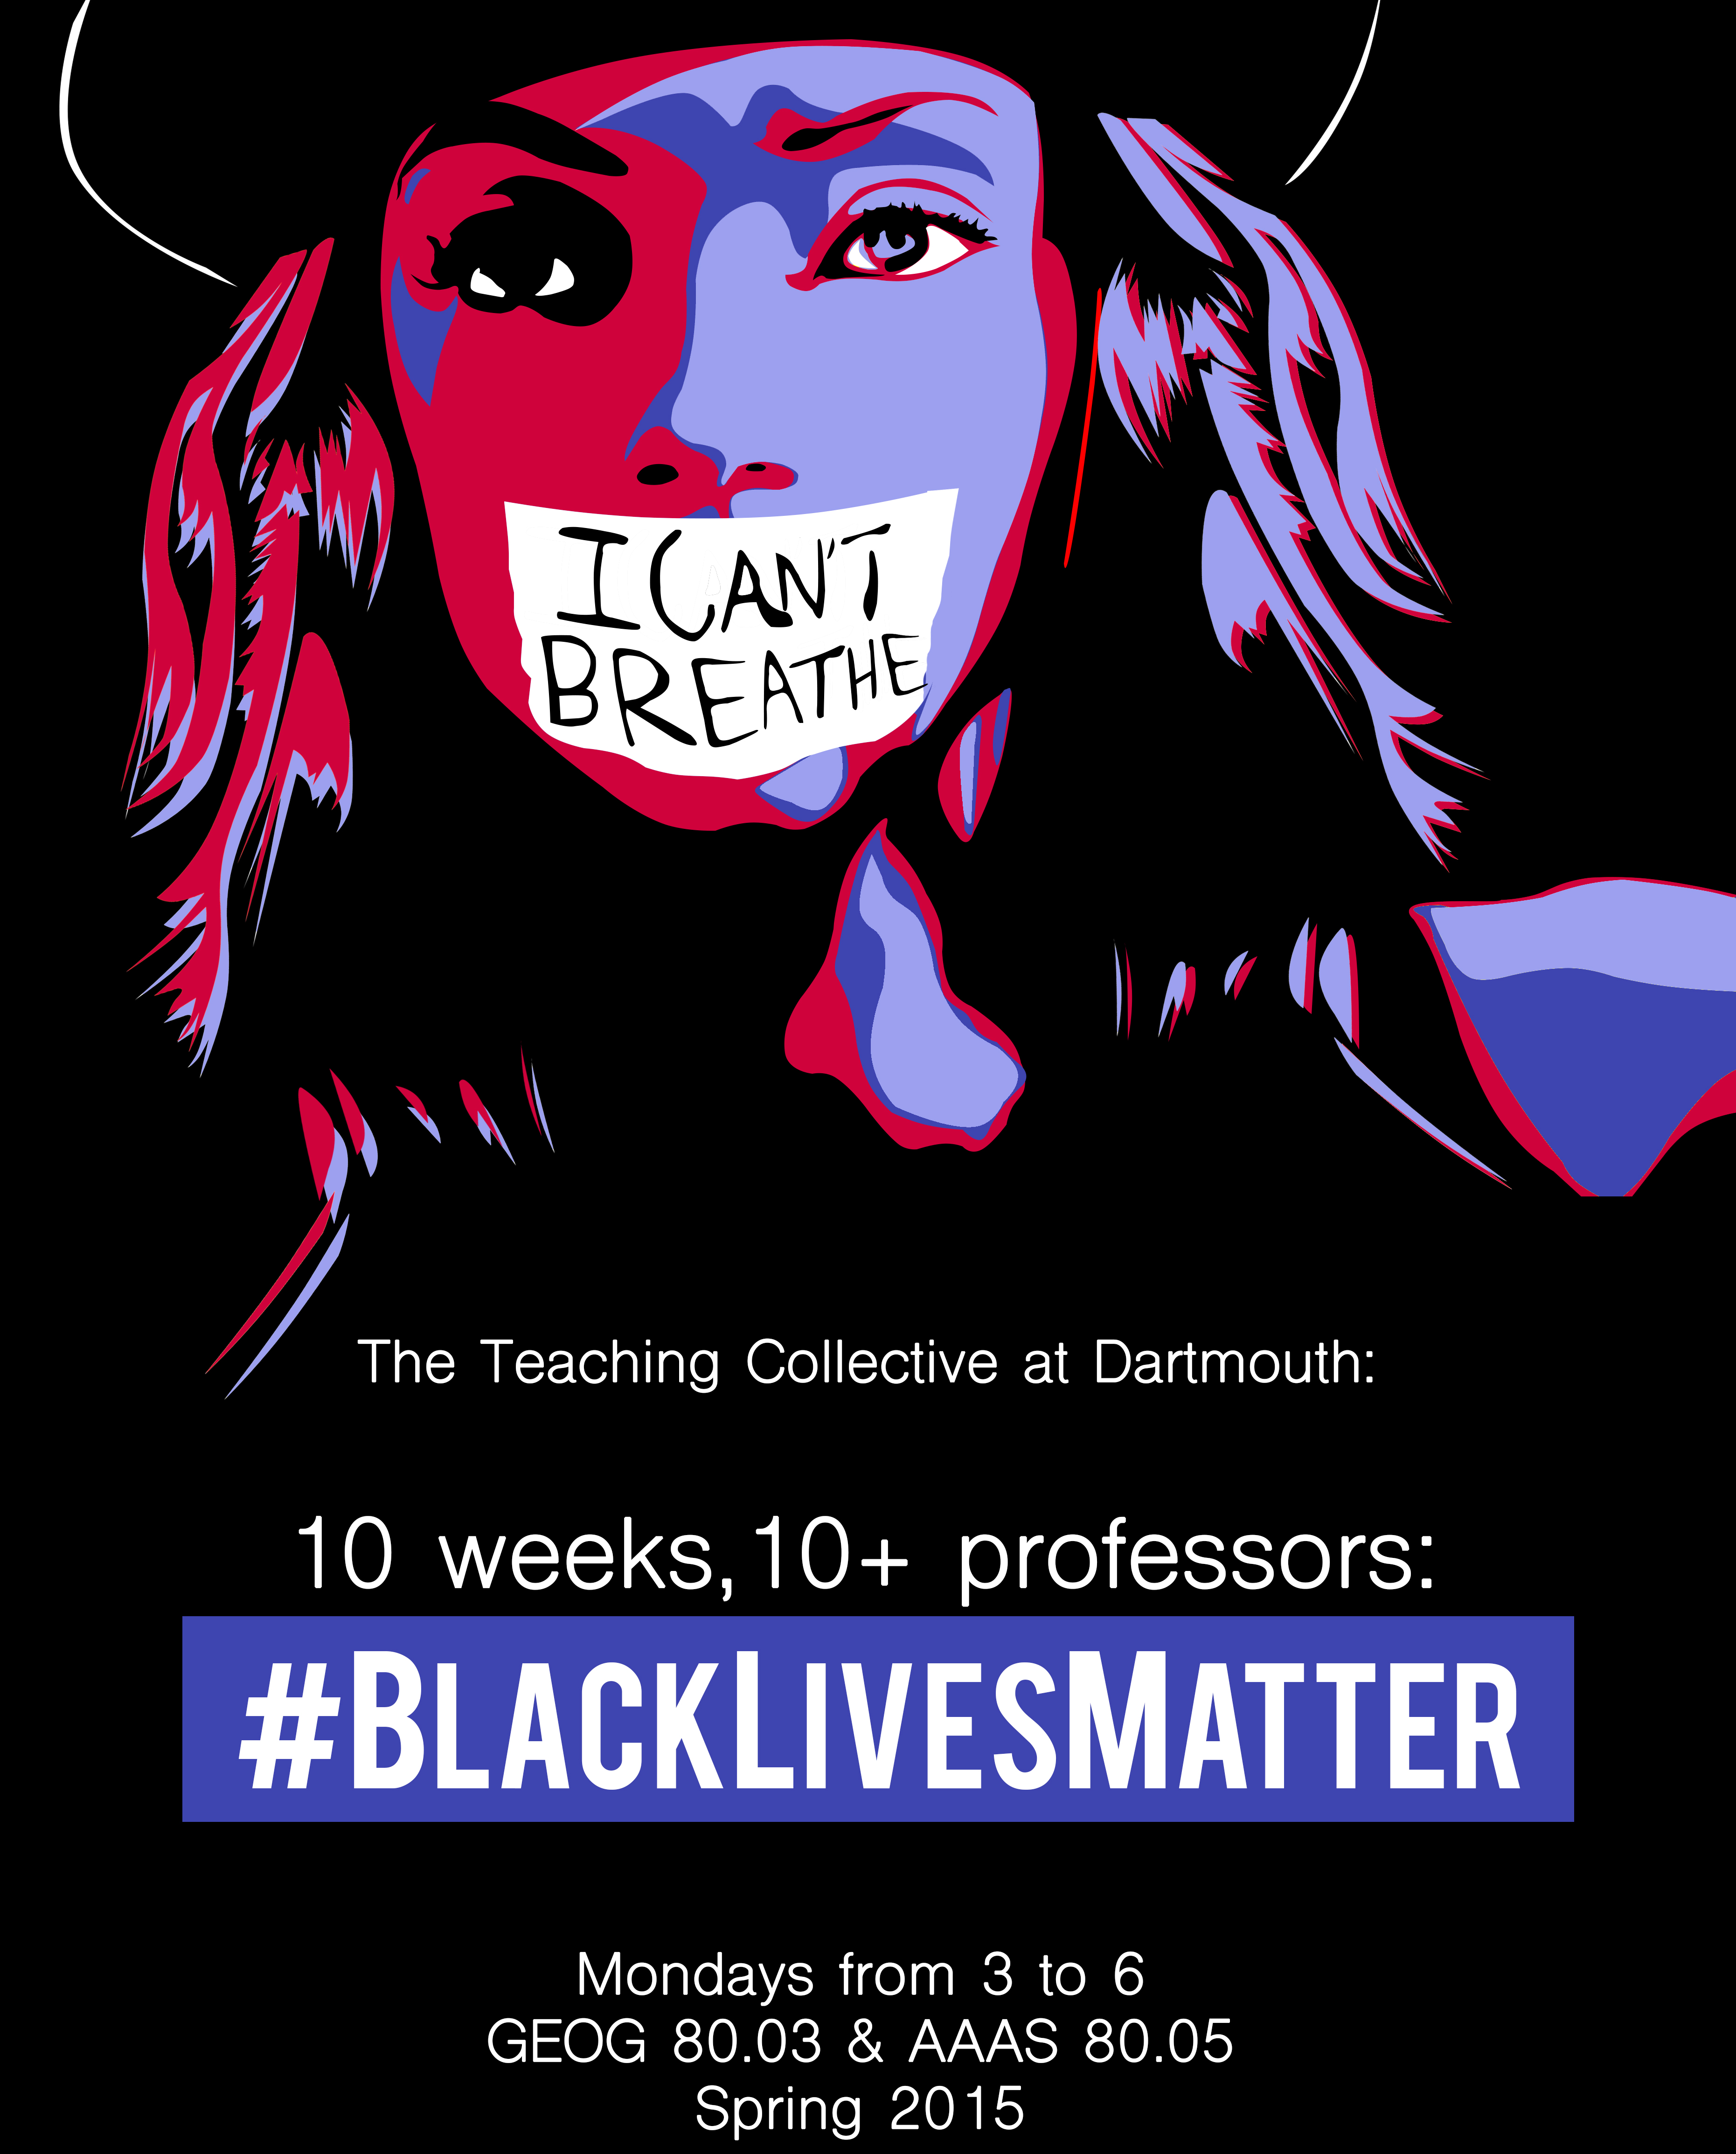 I CAN'T
BREATHE
The Teaching Collective at Dartmouth:
10 weeks,10+ professors:
#BLACKLIVESMATTER
Mondays from 3 to 6
GEOG 80.03 & AAAS 80.05
Spring 2015